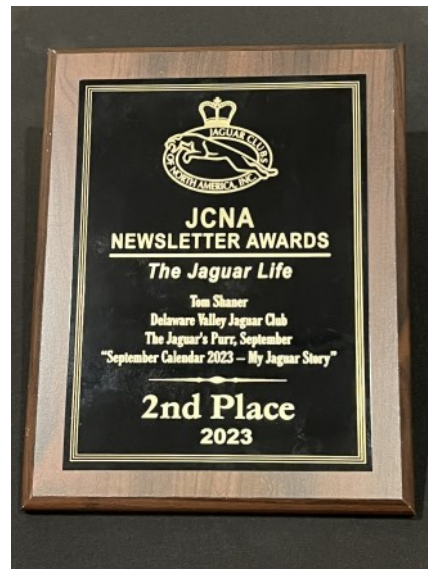 JAGUAR CLUBS
OF NORTH AMERICA, INC.
JCNA
NEWSLETTER AWARDS
The Jaguar Life
Tom Shaner
Delaware Valley Jaguar Club
The Jaguar's Purr, September
“September Calendar 2023 – My Jaguar Story”
2nd Place
2023